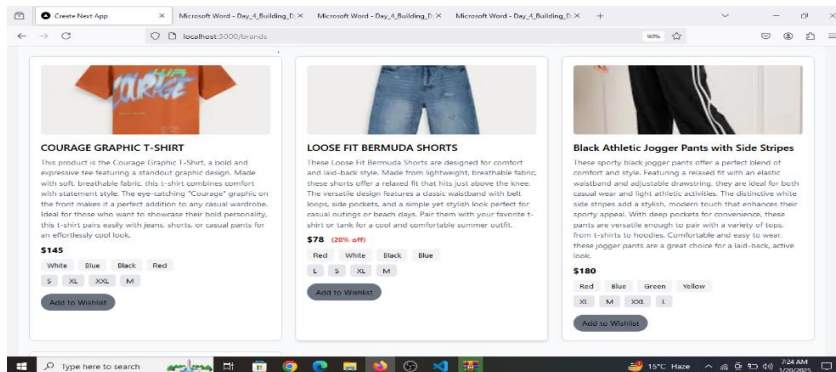 Create Next App
Microsoft Word - Day_4_Building_D
Microsoft Word - Day_4_Building_D
Microsoft Word - Day_4_Building_D
localhost:3000/brands
90%
COURAGE
COURAGE GRAPHIC T-SHIRT
This product is the Courage Graphic T-Shirt, a bold and
expressive tee featuring a standout graphic design. Made
with soft, breathable fabric, this t-shirt combines comfort
with statement style. The eye-catching "Courage" graphic on
the front makes it a perfect addition to any casual wardrobe.
Ideal for those who want to showcase their bold personality,
this t-shirt pairs easily with jeans, shorts, or casual pants for
an effortlessly cool look.
$145
White Blue Black Red
S XL XXL M
Add to Wishlist
LOOSE FIT BERMUDA SHORTS
These Loose Fit Bermuda Shorts are designed for comfort
and laid-back style. Made from lightweight, breathable fabric,
these shorts offer a relaxed fit that hits just above the knee.
The versatile design features a classic waistband with belt
loops, side pockets, and a simple yet stylish look perfect for
casual outings or beach days. Pair them with your favorite t-
shirt or tank for a cool and comfortable summer outfit.
$78 (20% off)
Red White Black Blue
L S XL M
Add to Wishlist
Black Athletic Jogger Pants with Side Stripes
These sporty black jogger pants offer a perfect blend of
comfort and style. Featuring a relaxed fit with an elastic
waistband and adjustable drawstring, they are ideal for both
casual wear and light athletic activities. The distinctive white
side stripes add a stylish, modern touch that enhances their
sporty appeal. With deep pockets for convenience, these
pants are versatile enough to pair with a variety of tops,
from t-shirts to hoodies. Comfortable and easy to wear,
these jogger pants are a great choice for a laid-back, active
look.
$180
Red Blue Green Yellow
XL M XXL L
Add to Wishlist
Type here to search
15°C Haze
7:24 AM
1/20/2025